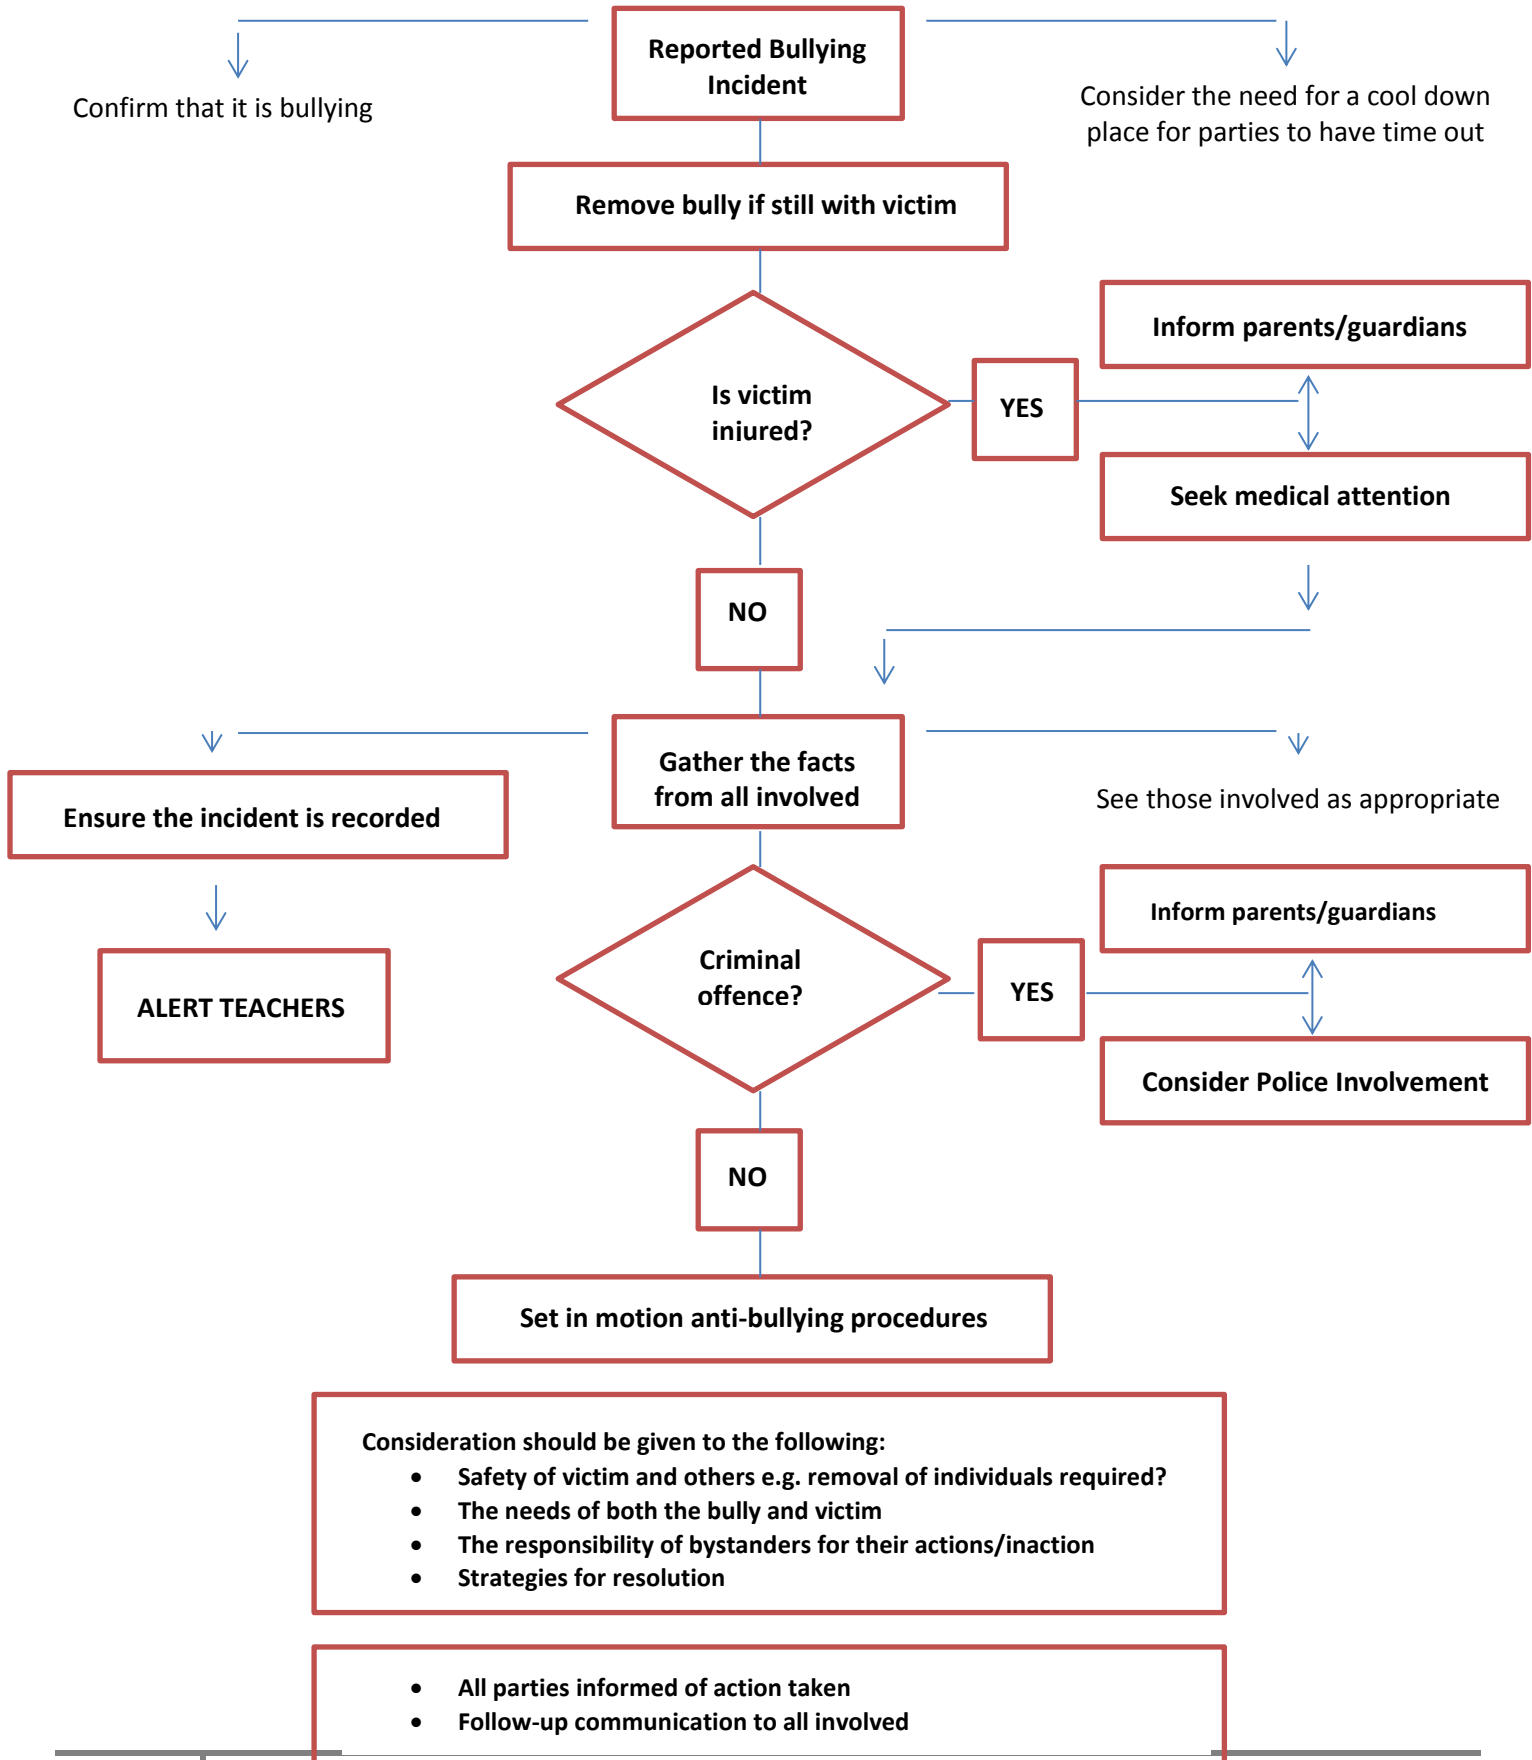 Reported Bullying
Incident
Confirm that it is bullying
Consider the need for a cool down
place for parties to have time out
Remove bully if still with victim
Is victim
injured?
YES
Inform parents/guardians
Seek medical attention
NO
Gather the facts
from all involved
Ensure the incident is recorded
See those involved as appropriate
ALERT TEACHERS
Criminal
offence?
YES
Inform parents/guardians
Consider Police Involvement
NO
Set in motion anti-bullying procedures
Consideration should be given to the following:
• Safety of victim and others e.g. removal of individuals required?
• The needs of both the bully and victim
• The responsibility of bystanders for their actions/inaction
• Strategies for resolution
• All parties informed of action taken
• Follow-up communication to all involved